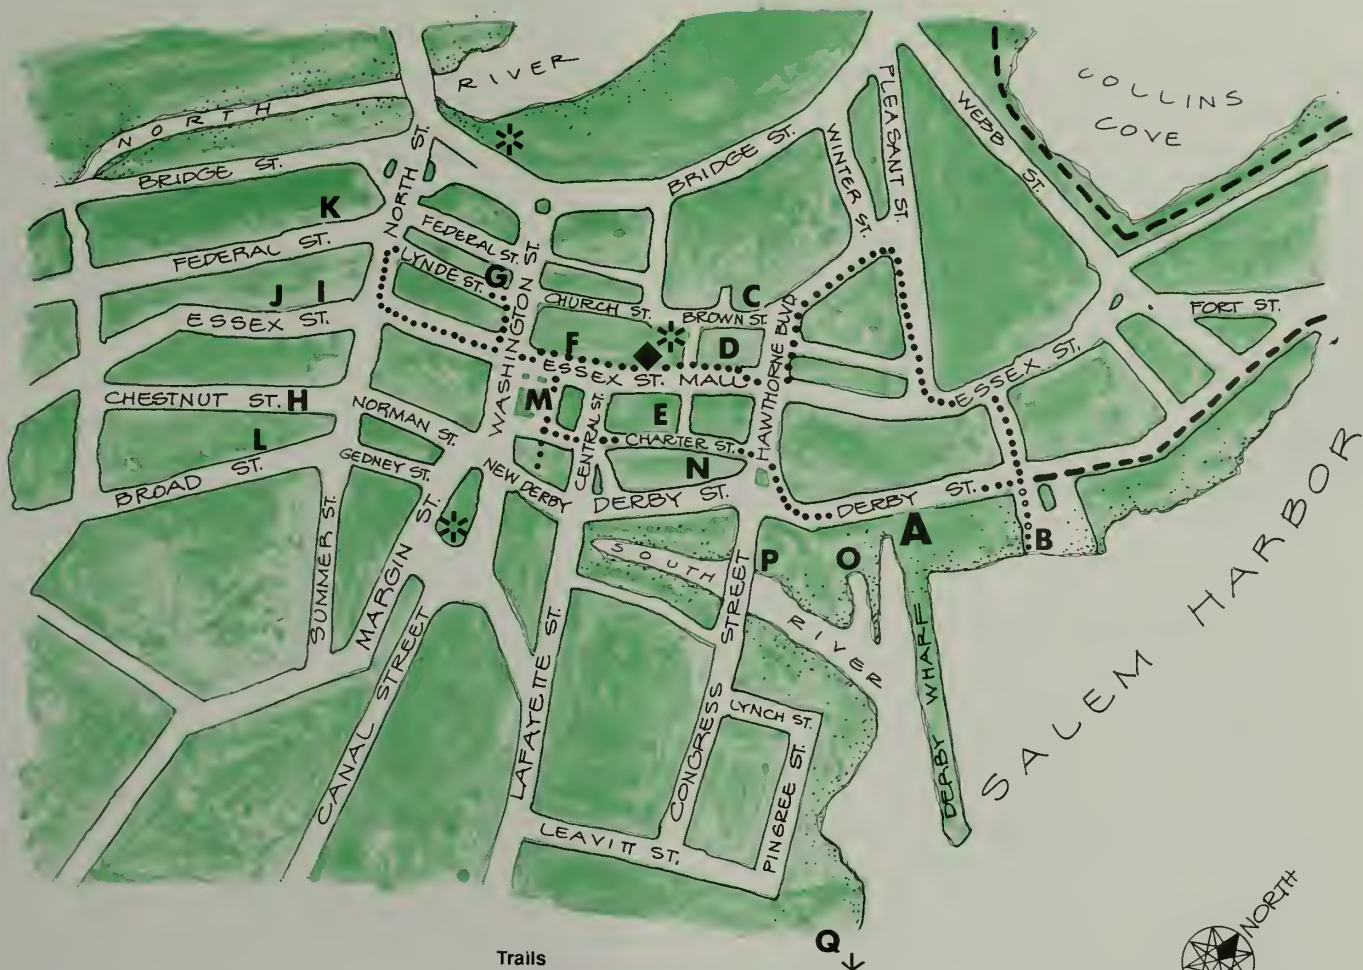 RIVER
NORTH
COLLINS
COVE
BRIDGE ST.
BRIDGE ST.
WINTER ST.
PLEASANT ST.
WEBB ST.
NORTH ST.
K
FEDERAL ST.
FEDERAL ST.
LYNDE ST.
G
WASHINGTON ST.
J
I
ESSEX ST.
CHURCH ST.
C
BROWN ST.
HAWTHORNE BLVD
FORT ST.
F
D
ESSEX ST. MALL
ESSEX ST.
CHESTNUT ST.
H
NORMAN ST.
M
CENTRAL ST.
E
CHARTER ST.
L
BROAD ST.
GEDNEY ST.
NEW DERBY
N
DERBY ST.
DERBY ST.
A
B
SUMMER ST.
MARGIN ST.
SOUTH
RIVER
P
O
SALEM HARBOR
CANAL STREET
LAFAYETTE ST.
CONGRESS STREET
LYNCH ST.
PINGREE ST.
DERBY WHARF
LEAVITT ST.
Q
NORTH
Trails